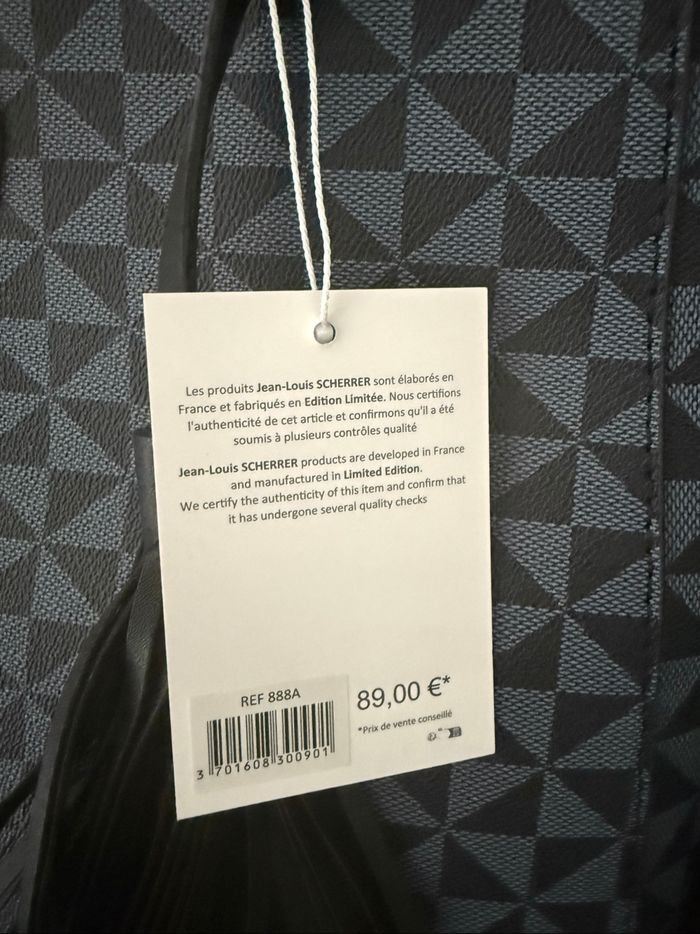 Les produits Jean-Louis SCHERRER sont élaborés en
France et fabriqués en Edition Limitée. Nous certifions
l'authenticité de cet article et confirmons qu'il a été
soumis à plusieurs contrôles qualité
Jean-Louis SCHERRER products are developed in France
and manufactured in Limited Edition.
We certify the authenticity of this item and confirm that
it has undergone several quality checks
REF 888A
3 701608 300901
89,00 €*
*Prix de vente conseillé